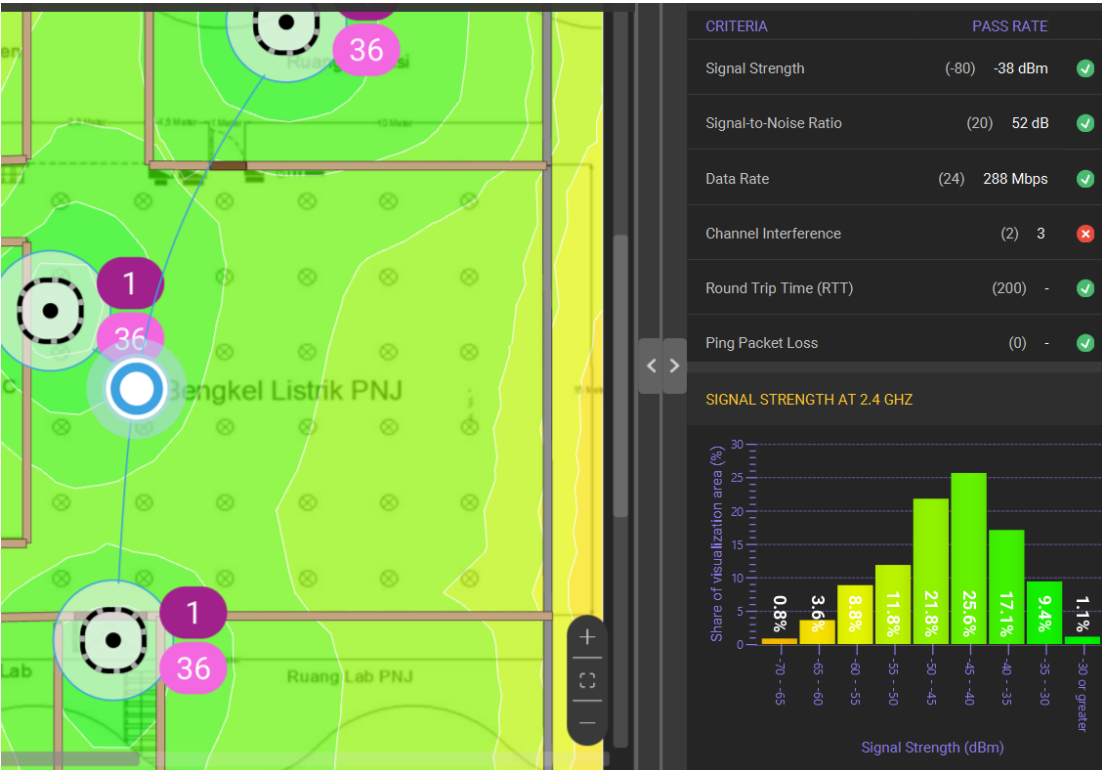 36
CRITERIA PASS RATE
Signal Strength (-80) -38 dBm
Signal-to-Noise Ratio (20) 52 dB
Data Rate (24) 288 Mbps
Channel Interference (2) 3
Round Trip Time (RTT) (200) -
Ping Packet Loss (0) -
1
36
Bengkel Listrik PNJ
1
36
Lab
Ruang Lab PNJ
SIGNAL STRENGTH AT 2.4 GHZ
Share of visualization area (%)
30
25
20
15
10
5
0
0.8% 3.6% 8.8% 11.8% 21.8% 25.6% 17.1% 9.4% 1.1%
-70 - -65 -65 - -60 -60 - -55 -55 - -50 -50 - -45 -45 - -40 -40 - -35 -35 - -30 -30 or greater
Signal Strength (dBm)